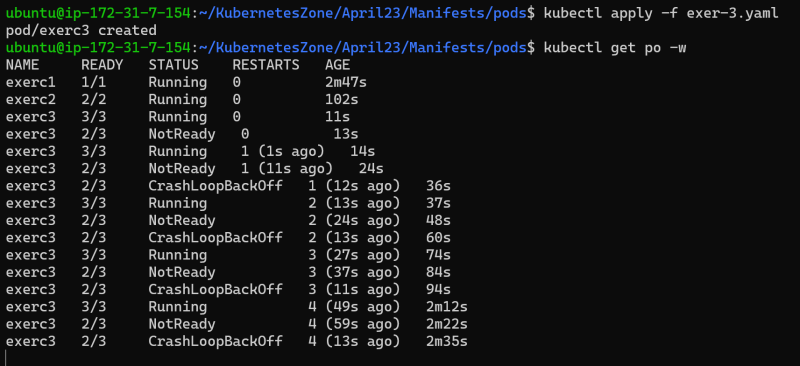 ubuntu@ip-172-31-7-154:~/KubernetesZone/April23/Manifests/pods$ kubectl apply -f exer-3.yaml
pod/exerc3 created
ubuntu@ip-172-31-7-154:~/KubernetesZone/April23/Manifests/pods$ kubectl get po -w
NAME READY STATUS RESTARTS AGE
exerc1 1/1 Running 0 2m47s
exerc2 2/2 Running 0 102s
exerc3 3/3 Running 0 11s
exerc3 2/3 NotReady 0 13s
exerc3 3/3 Running 1 (1s ago) 14s
exerc3 2/3 NotReady 1 (11s ago) 24s
exerc3 2/3 CrashLoopBackOff 1 (12s ago) 36s
exerc3 3/3 Running 2 (13s ago) 37s
exerc3 2/3 NotReady 2 (24s ago) 48s
exerc3 2/3 CrashLoopBackOff 2 (13s ago) 60s
exerc3 3/3 Running 3 (27s ago) 74s
exerc3 2/3 NotReady 3 (37s ago) 84s
exerc3 2/3 CrashLoopBackOff 3 (11s ago) 94s
exerc3 3/3 Running 4 (49s ago) 2m12s
exerc3 2/3 NotReady 4 (59s ago) 2m22s
exerc3 2/3 CrashLoopBackOff 4 (13s ago) 2m35s